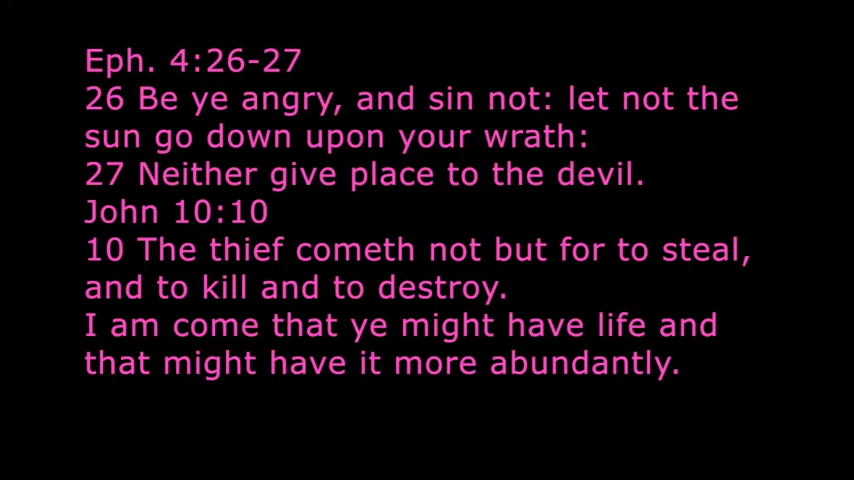 Eph. 4:26-27
26 Be ye angry, and sin not: let not the
sun go down upon your wrath:
27 Neither give place to the devil.
John 10:10
10 The thief cometh not but for to steal,
and to kill and to destroy.
I am come that ye might have life and
that might have it more abundantly.